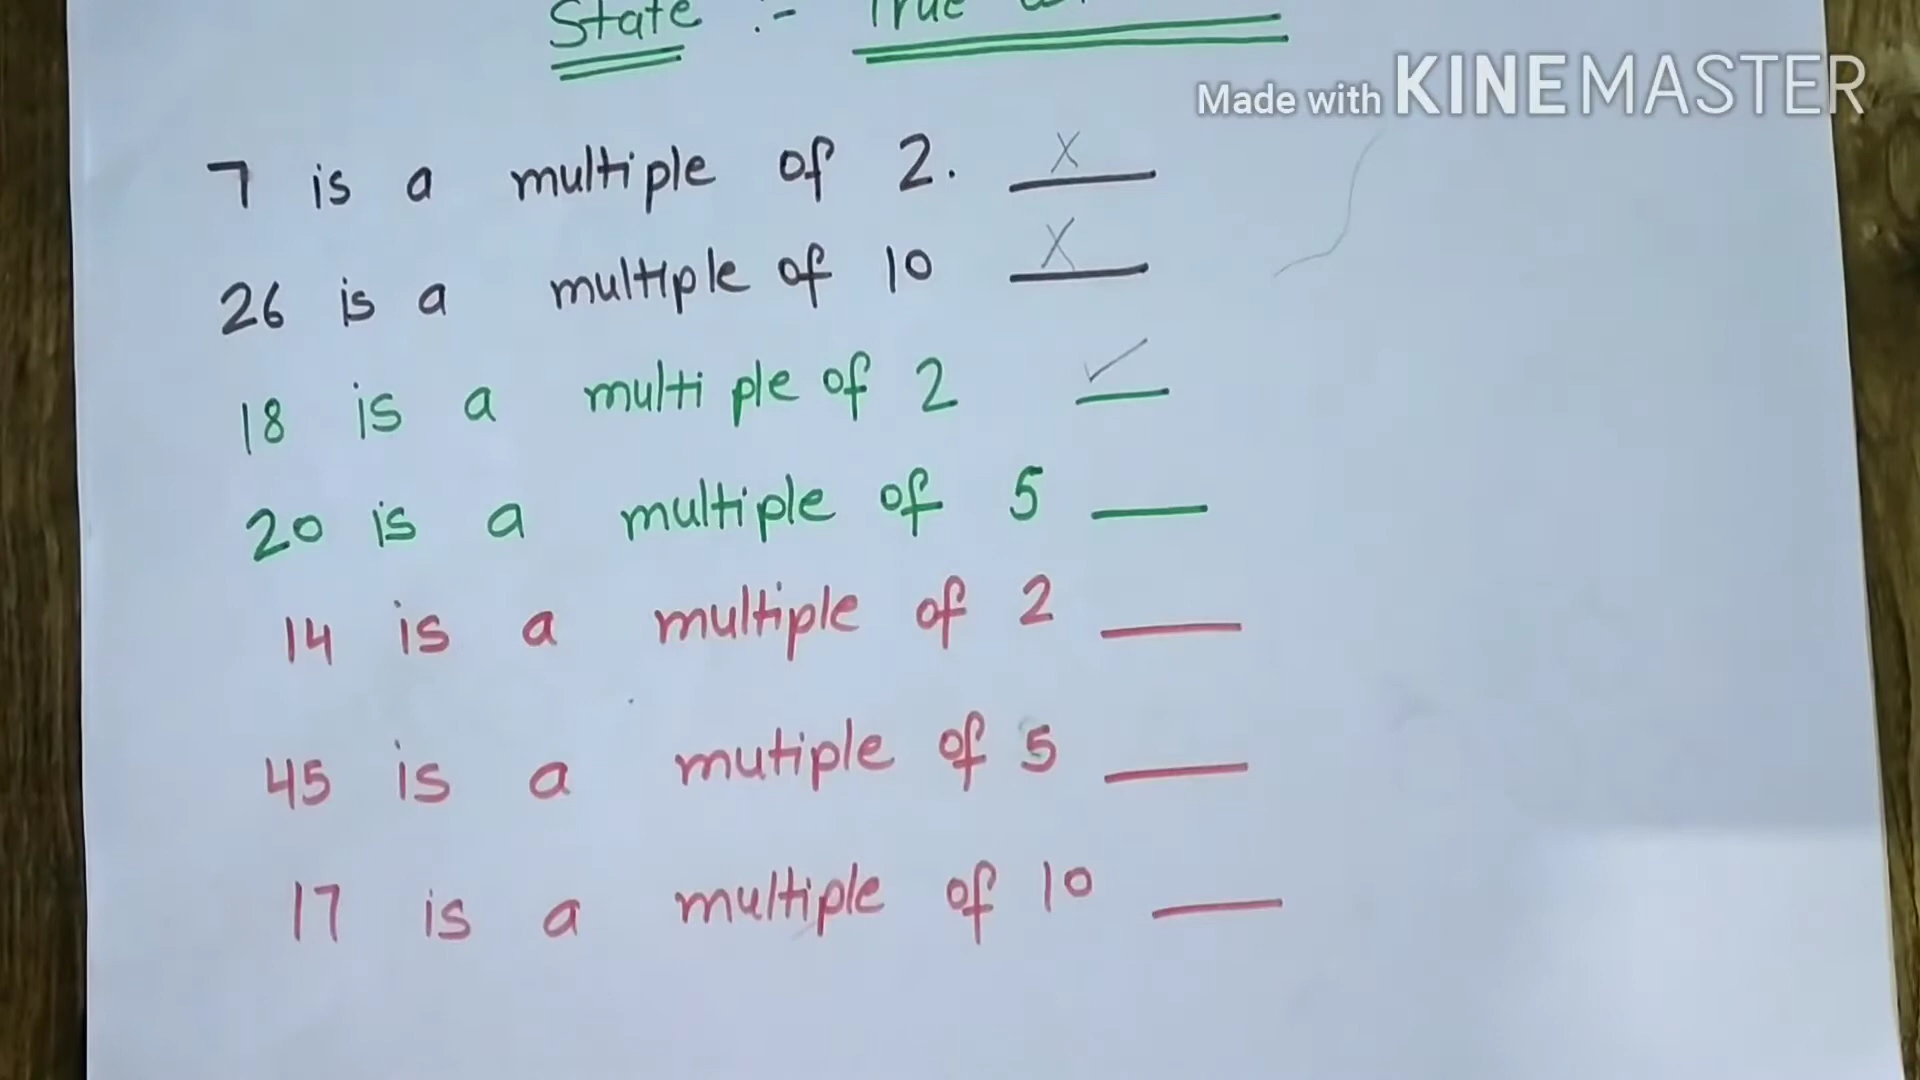 State :- True
Made with KINEMASTER
7 is a multiple of 2. X
26 is a multiple of 10 X
18 is a multiple of 2 ✓
20 is a multiple of 5
14 is a multiple of 2
45 is a mutiple of 5
17 is a multiple of 10